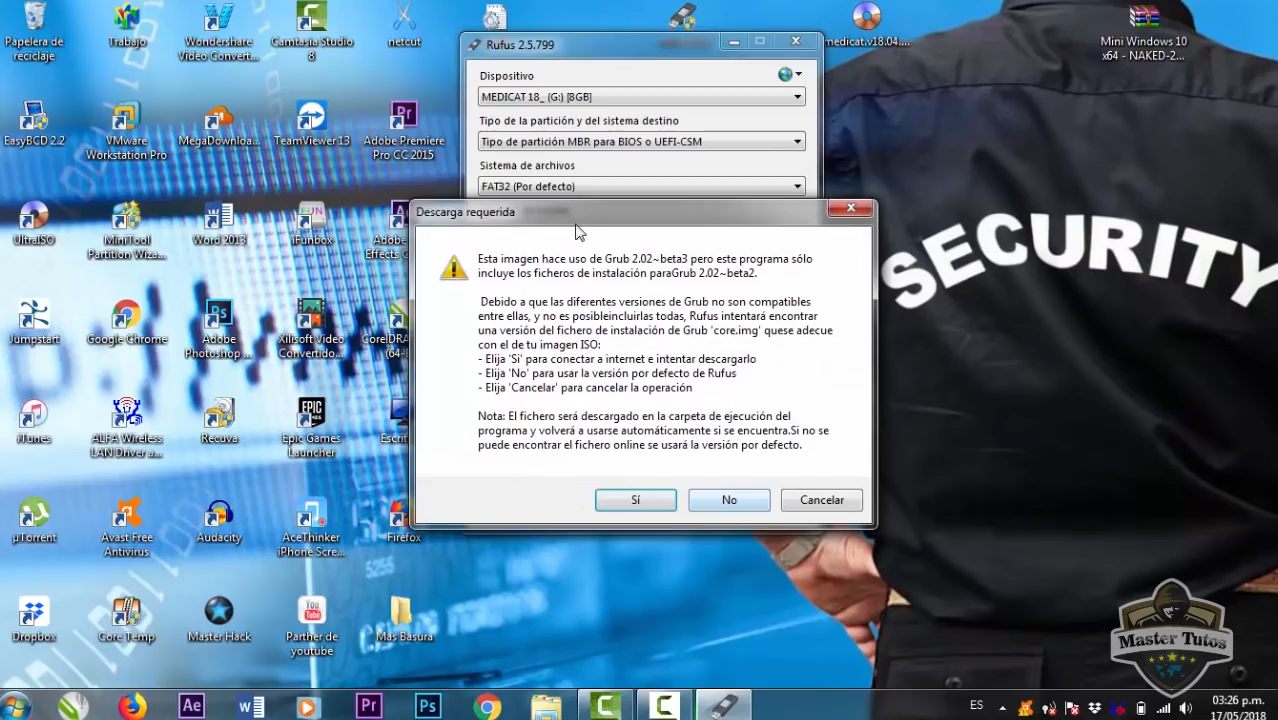 Papelera de
reciclaje
Trabajo
Wondershare
Video Convert...
Camtasia Studio
8
netcut
medicat.v18.04....
Mini Windows 10
x64 - NAKED-2...
EasyBCD 2.2
VMware
Workstation Pro
MegaDownloa...
TeamViewer 13
Adobe Premiere
Pro CC 2015
UltraISO
MiniTool
Partition Wiza...
Word 2013
iFunbox
Jumpstart
Google Chrome
Adobe
Photoshop ...
Xilisoft Video
Convertido...
iTunes
ALFA Wireless
LAN Driver a...
Recuva
Epic Games
Launcher
µTorrent
Avast Free
Antivirus
Audacity
AceThinker
iPhone Scre...
Firefox
Dropbox
Core Temp
Master Hack
Parther de
youtube
Mas Basura
Rufus 2.5.799
Dispositivo
MEDICAT 18_ (G:) [8GB]
Tipo de la partición y del sistema destino
Tipo de partición MBR para BIOS o UEFI-CSM
Sistema de archivos
FAT32 (Por defecto)
Descarga requerida
Esta imagen hace uso de Grub 2.02~beta3 pero este programa sólo
incluye los ficheros de instalación paraGrub 2.02~beta2.
Debido a que las diferentes versiones de Grub no son compatibles
entre ellas, y no es posibleincluirlas todas, Rufus intentará encontrar
una versión del fichero de instalación de Grub 'core.img' quese adecue
con el de tu imagen ISO:
- Elija 'Si' para conectar a internet e intentar descargarlo
- Elija 'No' para usar la versión por defecto de Rufus
- Elija 'Cancelar' para cancelar la operación
Nota: El fichero será descargado en la carpeta de ejecución del
programa y volverá a usarse automáticamente si se encuentra.Si no se
puede encontrar el fichero online se usará la versión por defecto.
Sí
No
Cancelar
SECURITY
Master Tutos
ES
03:26 p.m.
17/05/2018